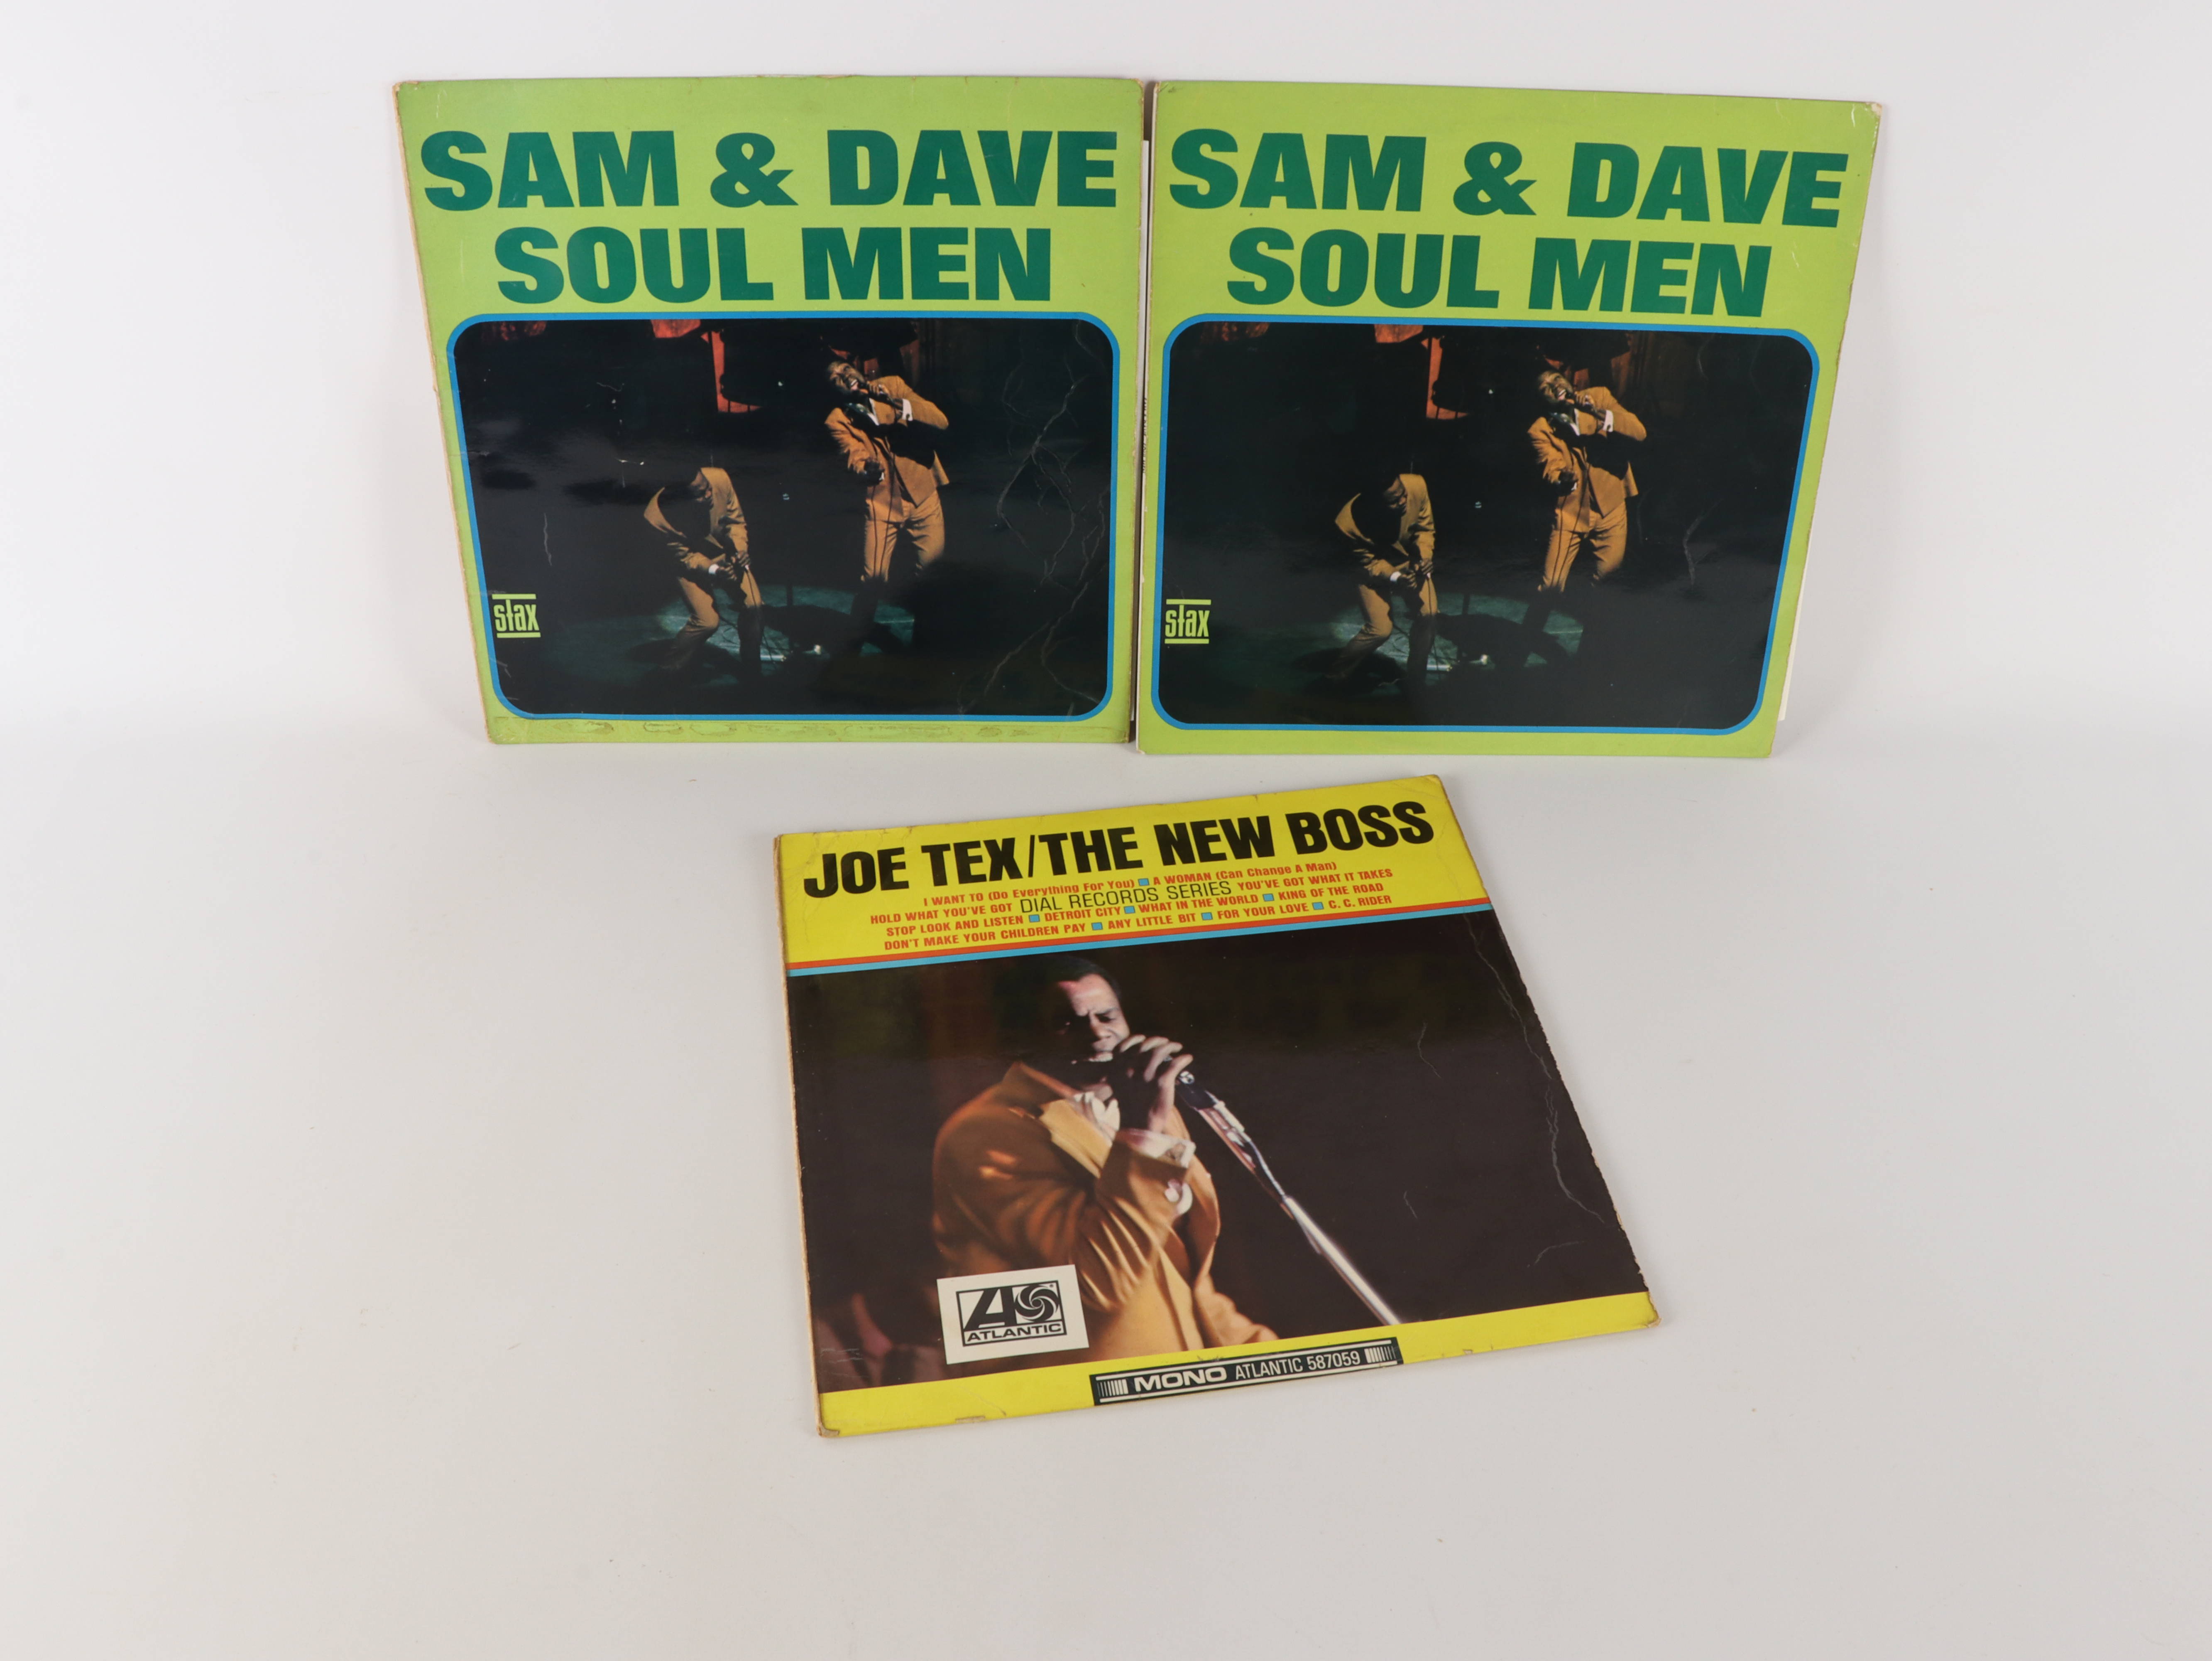 SAM & DAVE
SOUL MEN
stax
SAM & DAVE
SOUL MEN
stax
JOE TEX/THE NEW BOSS
I WANT TO (Do Everything For You) A WOMAN (Can Change A Man)
HOLD WHAT YOU'VE GOT DIAL RECORDS SERIES YOU'VE GOT WHAT IT TAKES
STOP LOOK AND LISTEN DETROIT CITY WHAT IN THE WORLD KING OF THE ROAD
DON'T MAKE YOUR CHILDREN PAY ANY LITTLE BIT FOR YOUR LOVE C. C. RIDER
ATLANTIC
MONO ATLANTIC 587059